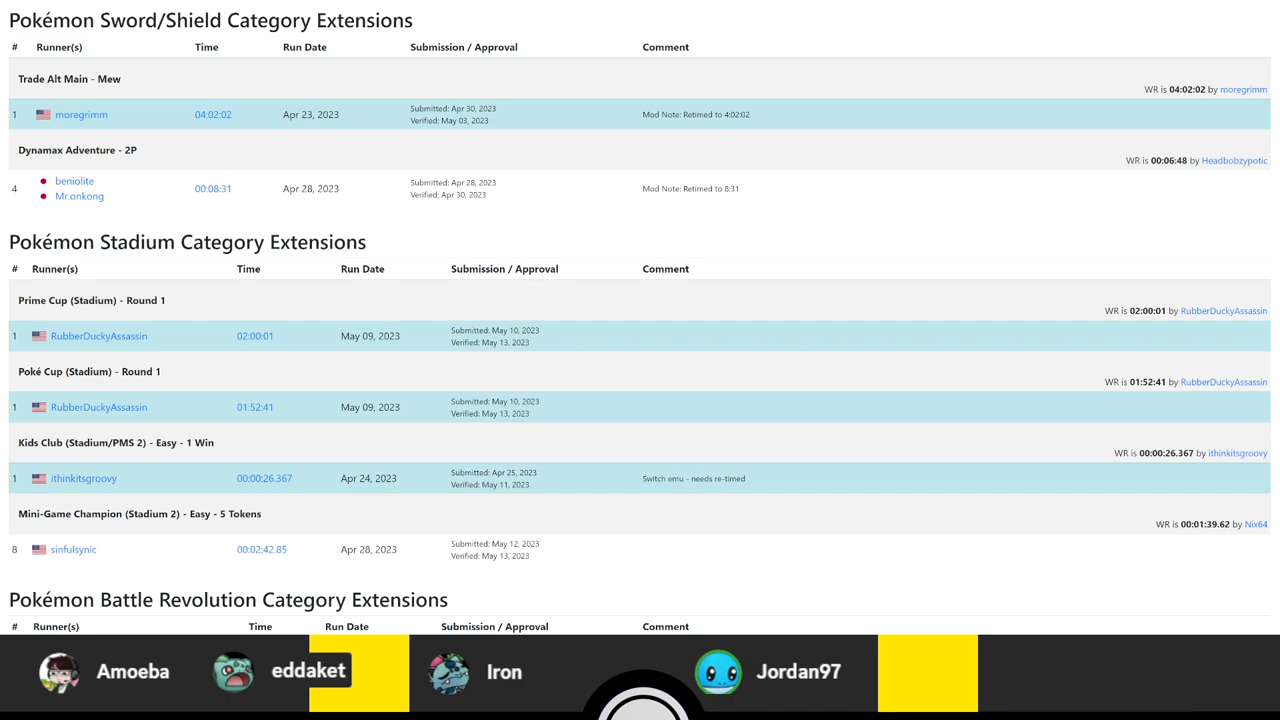 Pokémon Sword/Shield Category Extensions
# Runner(s) Time Run Date Submission / Approval Comment
Trade Alt Main - Mew
WR is 04:02:02 by moregrimm
1 moregrimm 04:02:02 Apr 23, 2023 Submitted: Apr 30, 2023 Mod Note: Retimed to 4:02:02
Verified: May 03, 2023
Dynamax Adventure - 2P
WR is 00:06:48 by Headbobzypotic
4 beniolite 00:08:31 Apr 28, 2023 Submitted: Apr 28, 2023 Mod Note: Retimed to 8:31
Mr.onkong Verified: Apr 30, 2023
Pokémon Stadium Category Extensions
# Runner(s) Time Run Date Submission / Approval Comment
Prime Cup (Stadium) - Round 1
WR is 02:00:01 by RubberDuckyAssassin
1 RubberDuckyAssassin 02:00:01 May 09, 2023 Submitted: May 10, 2023
Verified: May 13, 2023
Poké Cup (Stadium) - Round 1
WR is 01:52:41 by RubberDuckyAssassin
1 RubberDuckyAssassin 01:52:41 May 09, 2023 Submitted: May 10, 2023
Verified: May 13, 2023
Kids Club (Stadium/PMS 2) - Easy - 1 Win
WR is 00:00:26.367 by ithinkitsgroovy
1 ithinkitsgroovy 00:00:26.367 Apr 24, 2023 Submitted: Apr 25, 2023 Switch emu - needs re-timed
Verified: May 11, 2023
Mini-Game Champion (Stadium 2) - Easy - 5 Tokens
WR is 00:01:39.62 by Nix64
8 sinfulsynic 00:02:42.85 Apr 28, 2023 Submitted: May 12, 2023
Verified: May 13, 2023
Pokémon Battle Revolution Category Extensions
# Runner(s) Time Run Date Submission / Approval Comment
Amoeba eddaket Iron Jordan97